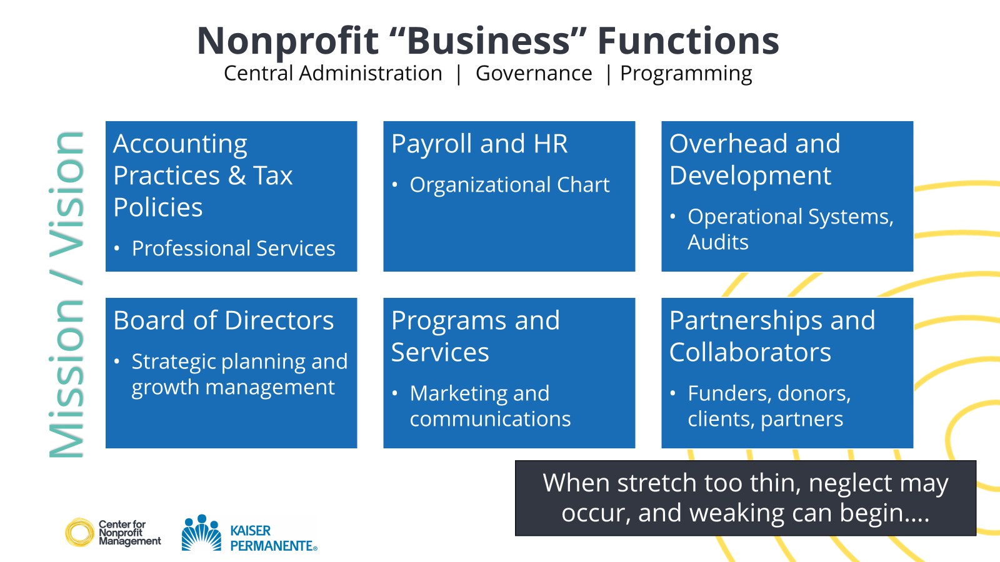 Nonprofit “Business” Functions
Central Administration | Governance | Programming
Mission / Vision
Accounting
Practices & Tax
Policies
• Professional Services
Payroll and HR
• Organizational Chart
Overhead and
Development
• Operational Systems,
Audits
Board of Directors
• Strategic planning and
growth management
Programs and
Services
• Marketing and
communications
Partnerships and
Collaborators
• Funders, donors,
clients, partners
When stretch too thin, neglect may
occur, and weaking can begin....
Center for
Nonprofit
Management
KAISER
PERMANENTE®